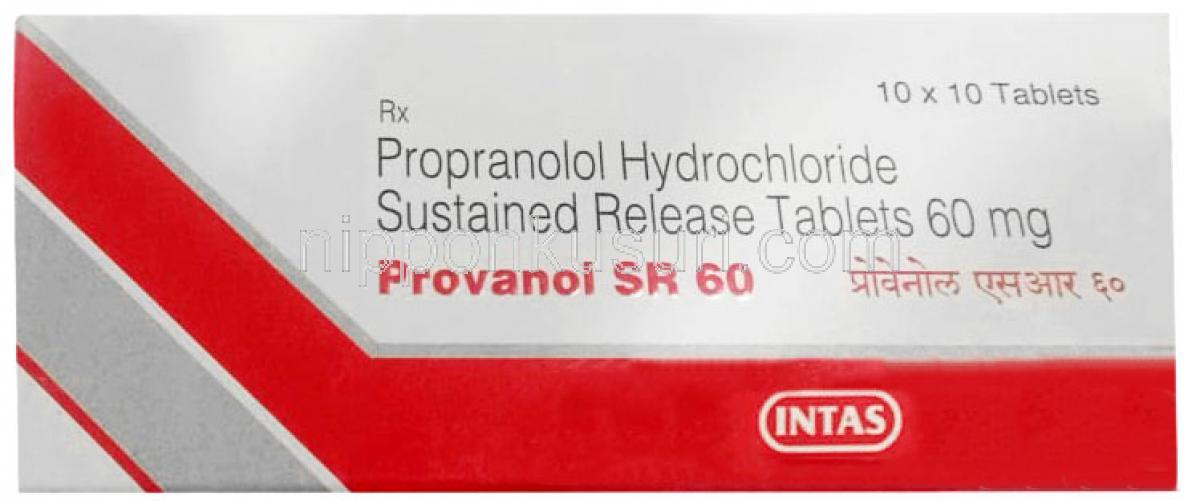 10 x 10 Tablets
Rx
Propranolol Hydrochloride
Sustained Release Tablets 60 mg
nipponkusuri.com
Provanol SR 60 प्रोवेनोल एसआर ६०
INTAS